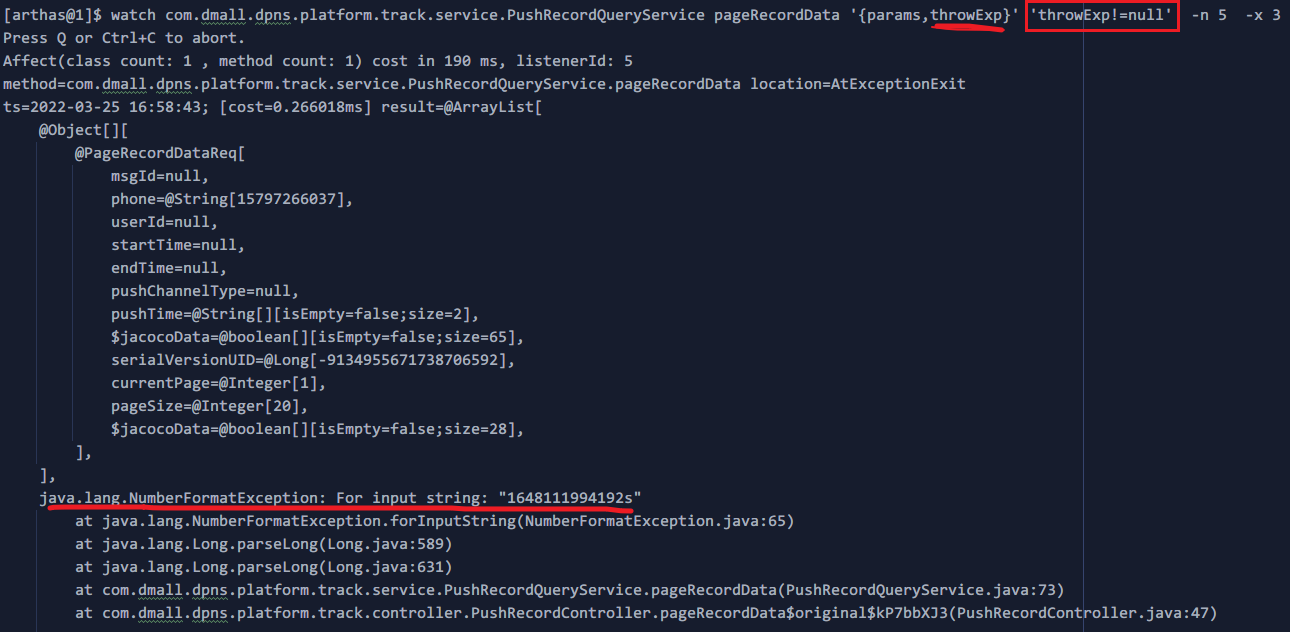 [arthas@1]$ watch com.dmall.dpns.platform.track.service.PushRecordQueryService pageRecordData '{params,throwExp}' 'throwExp!=null' -n 5 -x 3
Press Q or Ctrl+C to abort.
Affect(class count: 1 , method count: 1) cost in 190 ms, listenerId: 5
method=com.dmall.dpns.platform.track.service.PushRecordQueryService.pageRecordData location=AtExceptionExit
ts=2022-03-25 16:58:43; [cost=0.266018ms] result=@ArrayList[
    @Object[][
        @PageRecordDataReq[
            msgId=null,
            phone=@String[15797266037],
            userId=null,
            startTime=null,
            endTime=null,
            pushChannelType=null,
            pushTime=@String[][isEmpty=false;size=2],
            $jacocoData=@boolean[][isEmpty=false;size=65],
            serialVersionUID=@Long[-9134955671738706592],
            currentPage=@Integer[1],
            pageSize=@Integer[20],
            $jacocoData=@boolean[][isEmpty=false;size=28],
        ],
    ],
    java.lang.NumberFormatException: For input string: "1648111994192s"
        at java.lang.NumberFormatException.forInputString(NumberFormatException.java:65)
        at java.lang.Long.parseLong(Long.java:589)
        at java.lang.Long.parseLong(Long.java:631)
        at com.dmall.dpns.platform.track.service.PushRecordQueryService.pageRecordData(PushRecordQueryService.java:73)
        at com.dmall.dpns.platform.track.controller.PushRecordController.pageRecordData$original$kP7bbXJ3(PushRecordController.java:47)